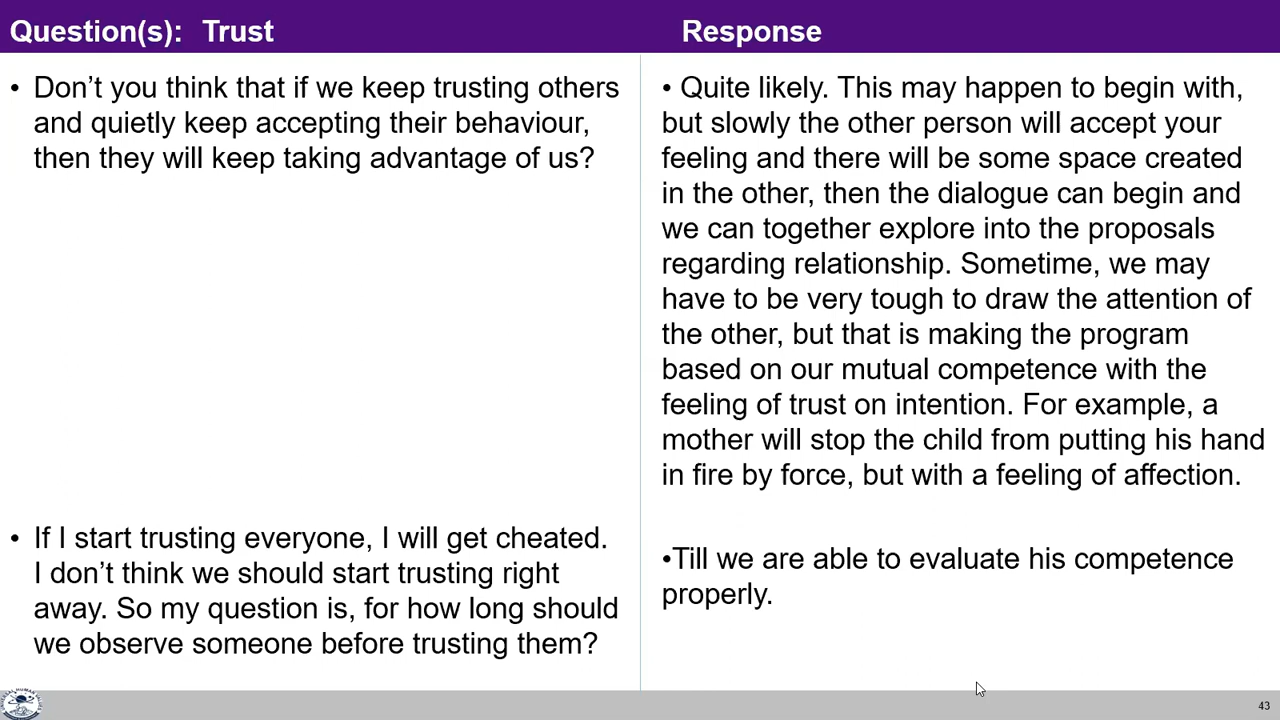 Question(s): Trust
Response
• Don’t you think that if we keep trusting others
and quietly keep accepting their behaviour,
then they will keep taking advantage of us?
• Quite likely. This may happen to begin with,
but slowly the other person will accept your
feeling and there will be some space created
in the other, then the dialogue can begin and
we can together explore into the proposals
regarding relationship. Sometime, we may
have to be very tough to draw the attention of
the other, but that is making the program
based on our mutual competence with the
feeling of trust on intention. For example, a
mother will stop the child from putting his hand
in fire by force, but with a feeling of affection.
• If I start trusting everyone, I will get cheated.
I don’t think we should start trusting right
away. So my question is, for how long should
we observe someone before trusting them?
•Till we are able to evaluate his competence
properly.
43